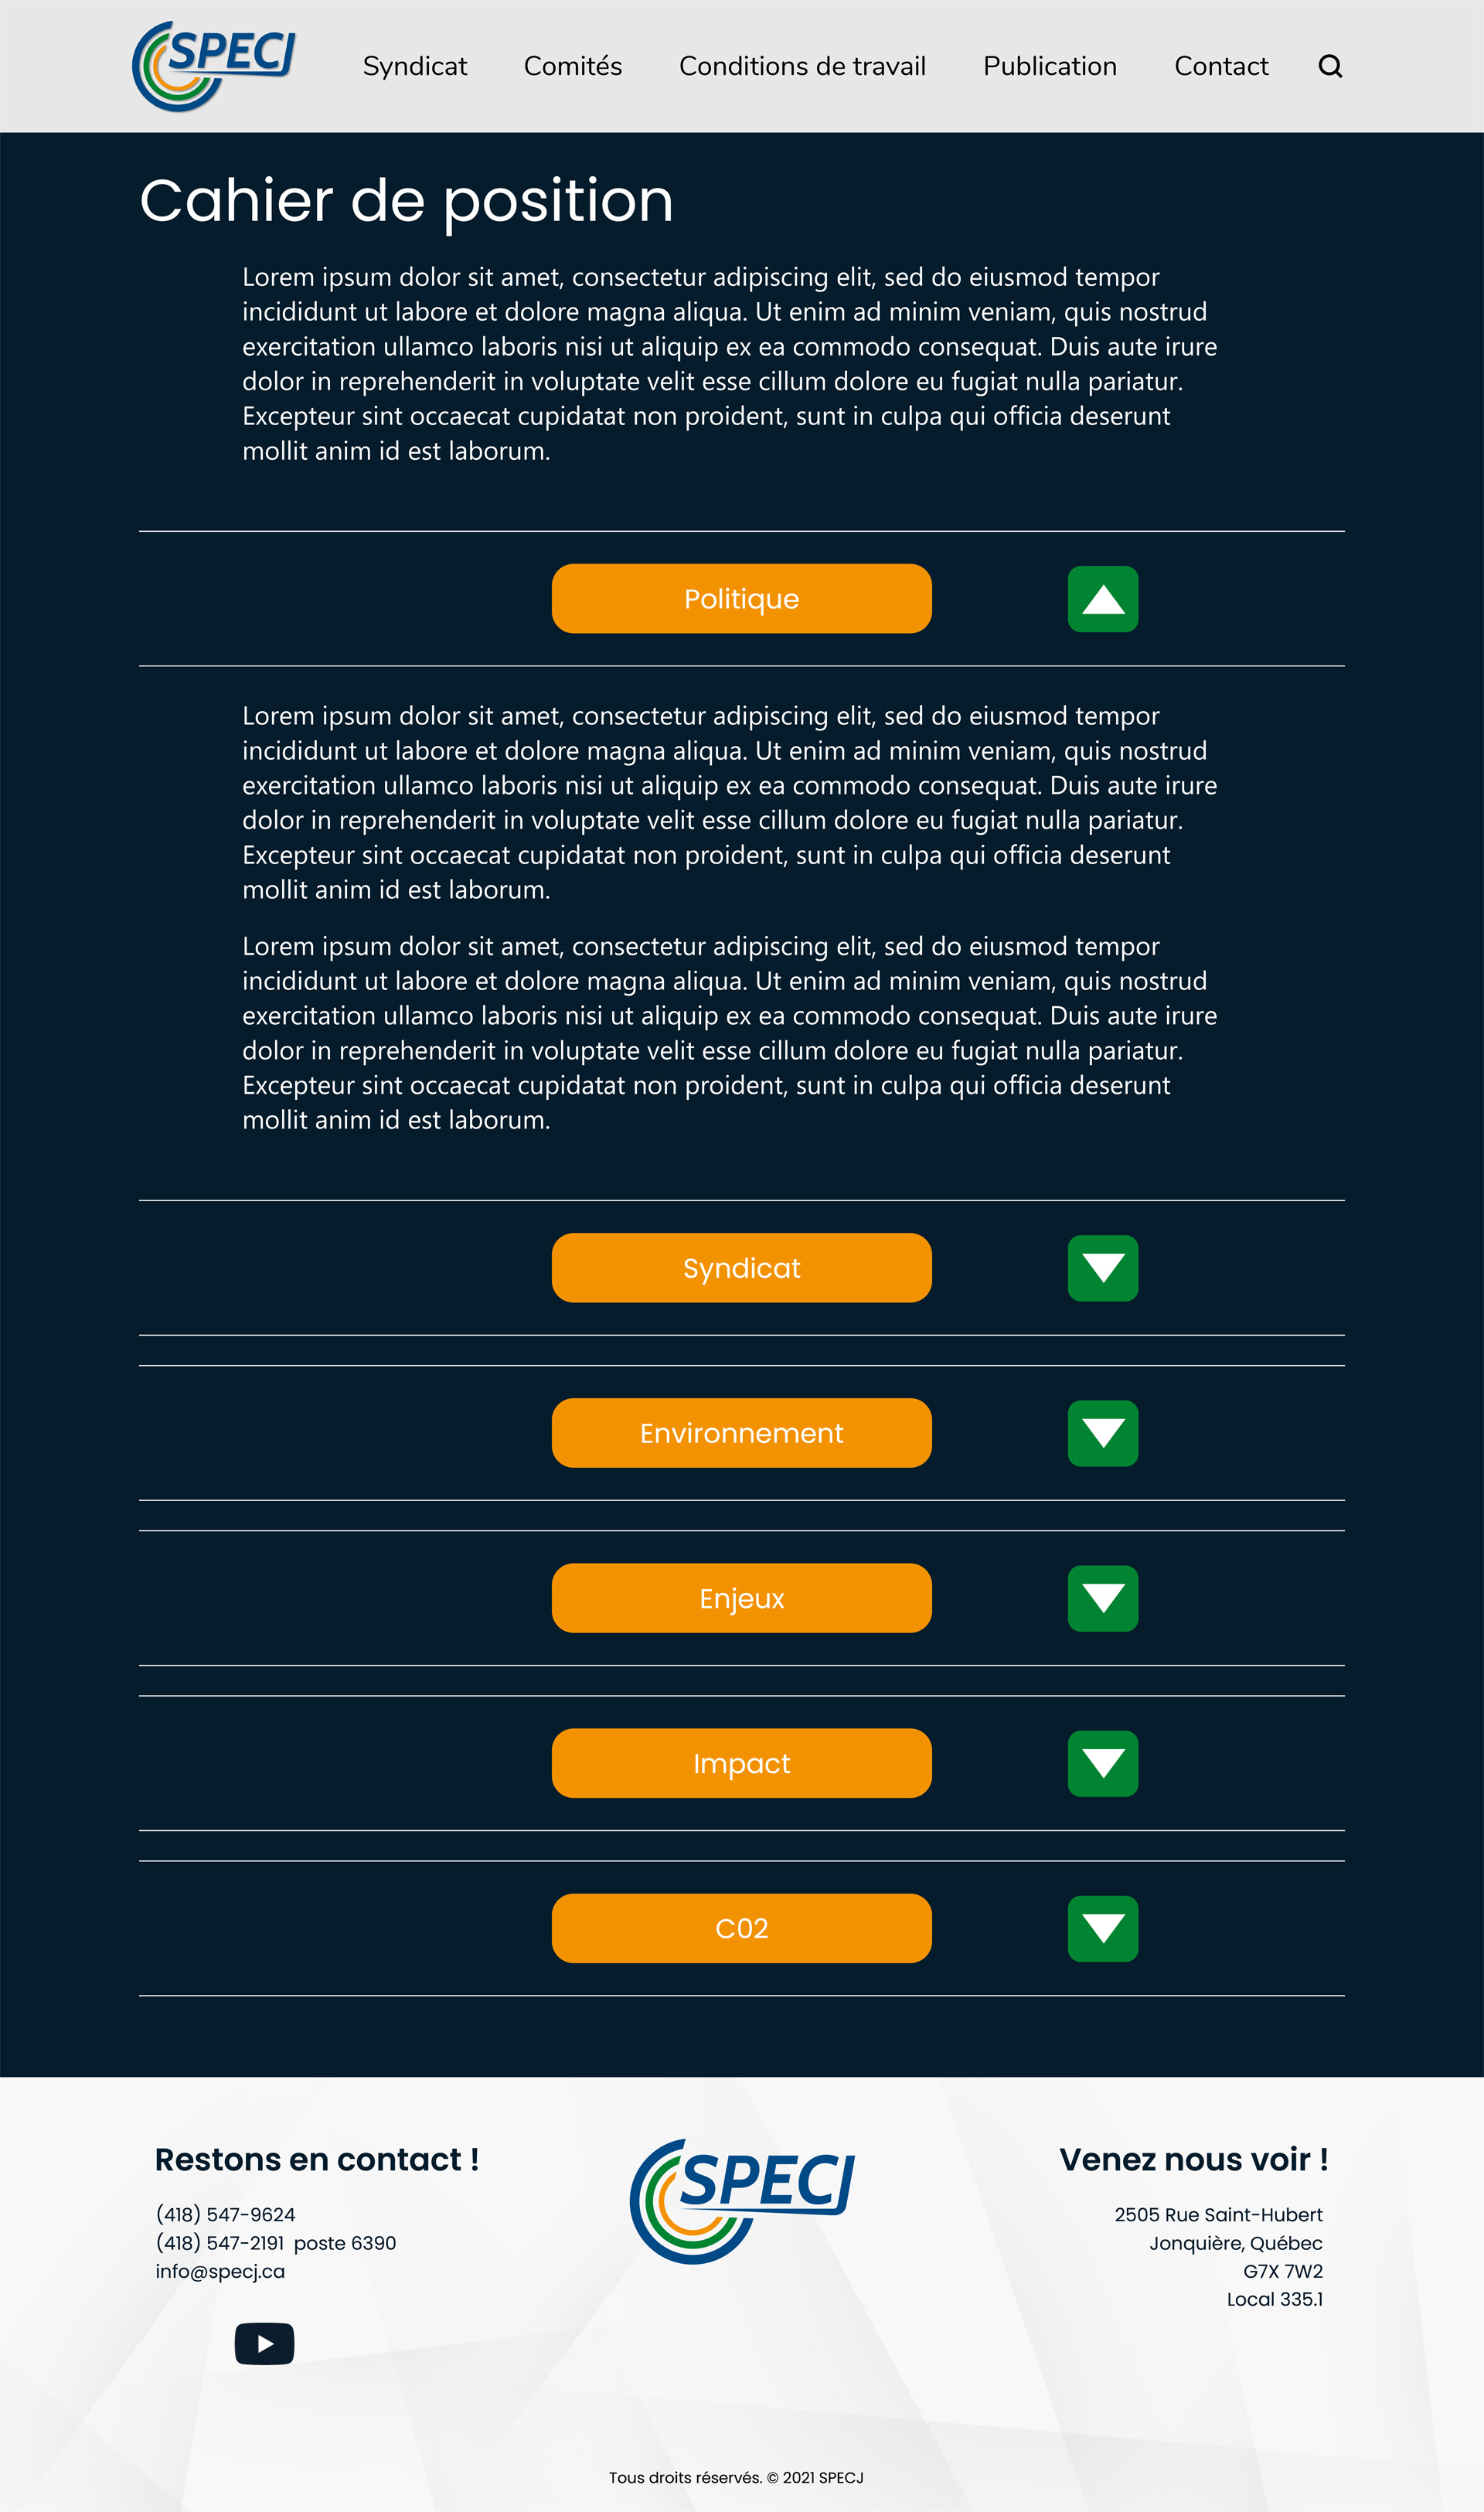 SPECJ
Syndicat Comités Conditions de travail Publication Contact
Cahier de position
Lorem ipsum dolor sit amet, consectetur adipiscing elit, sed do eiusmod tempor
incididunt ut labore et dolore magna aliqua. Ut enim ad minim veniam, quis nostrud
exercitation ullamco laboris nisi ut aliquip ex ea commodo consequat. Duis aute irure
dolor in reprehenderit in voluptate velit esse cillum dolore eu fugiat nulla pariatur.
Excepteur sint occaecat cupidatat non proident, sunt in culpa qui officia deserunt
mollit anim id est laborum.
Politique
Lorem ipsum dolor sit amet, consectetur adipiscing elit, sed do eiusmod tempor
incididunt ut labore et dolore magna aliqua. Ut enim ad minim veniam, quis nostrud
exercitation ullamco laboris nisi ut aliquip ex ea commodo consequat. Duis aute irure
dolor in reprehenderit in voluptate velit esse cillum dolore eu fugiat nulla pariatur.
Excepteur sint occaecat cupidatat non proident, sunt in culpa qui officia deserunt
mollit anim id est laborum.
Lorem ipsum dolor sit amet, consectetur adipiscing elit, sed do eiusmod tempor
incididunt ut labore et dolore magna aliqua. Ut enim ad minim veniam, quis nostrud
exercitation ullamco laboris nisi ut aliquip ex ea commodo consequat. Duis aute irure
dolor in reprehenderit in voluptate velit esse cillum dolore eu fugiat nulla pariatur.
Excepteur sint occaecat cupidatat non proident, sunt in culpa qui officia deserunt
mollit anim id est laborum.
Syndicat
Environnement
Enjeux
Impact
C02
Restons en contact !
(418) 547-9624
(418) 547-2191 poste 6390
info@specj.ca
SPECJ
Venez nous voir !
2505 Rue Saint-Hubert
Jonquière, Québec
G7X 7W2
Local 335.1
Tous droits réservés. © 2021 SPECJ